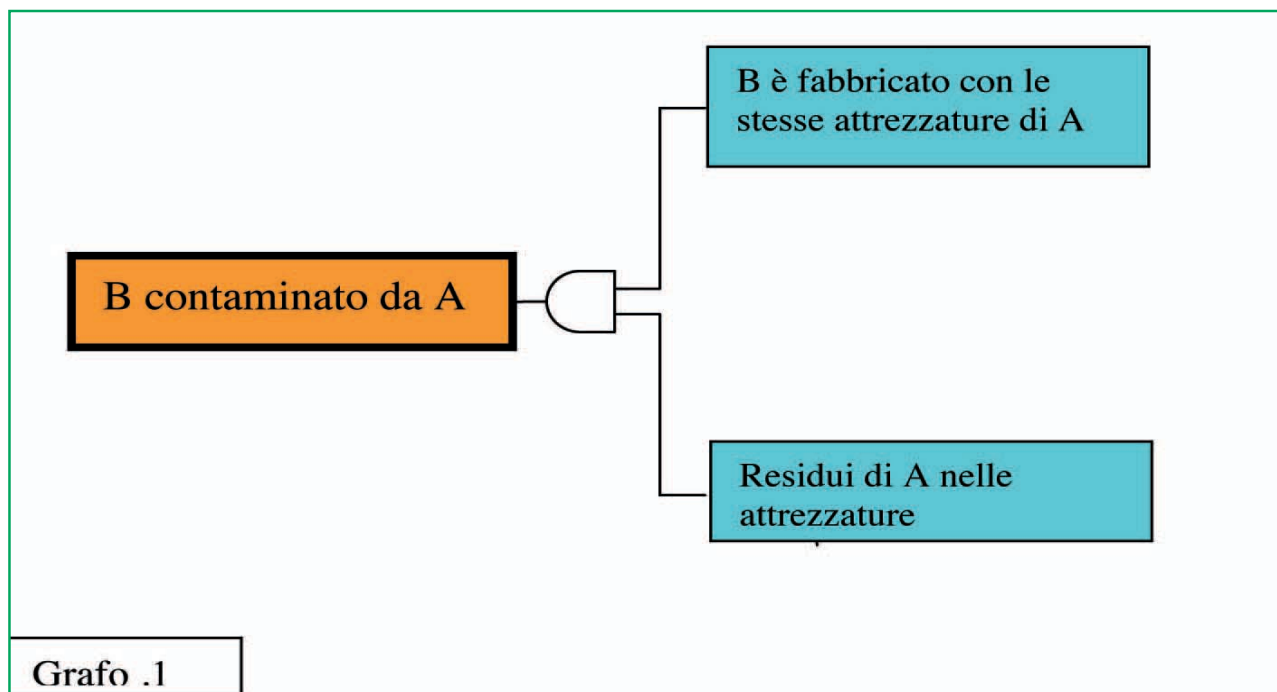 B è fabbricato con le
stesse attrezzature di A
B contaminato da A
Residui di A nelle
attrezzature
Grafo .1